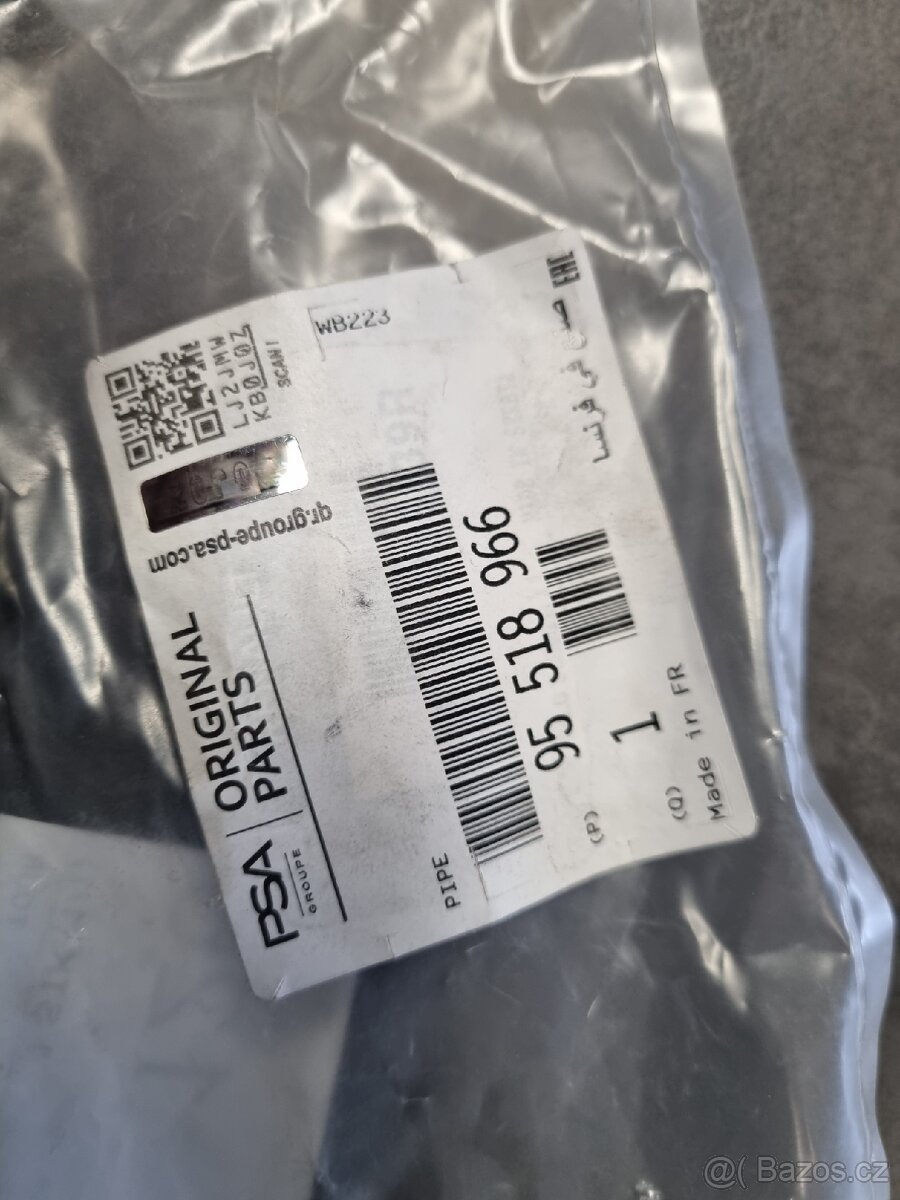 PSA
GROUPE
ORIGINAL
PARTS
qr.groupe-psa.com
LJ2JMW
KB0J0Z
SCAN!
WB223
PIPE
95 518 966
(P)
1
(Q)
Made in FR
صنع في فرنسا
EAC
@( Bazos.cz